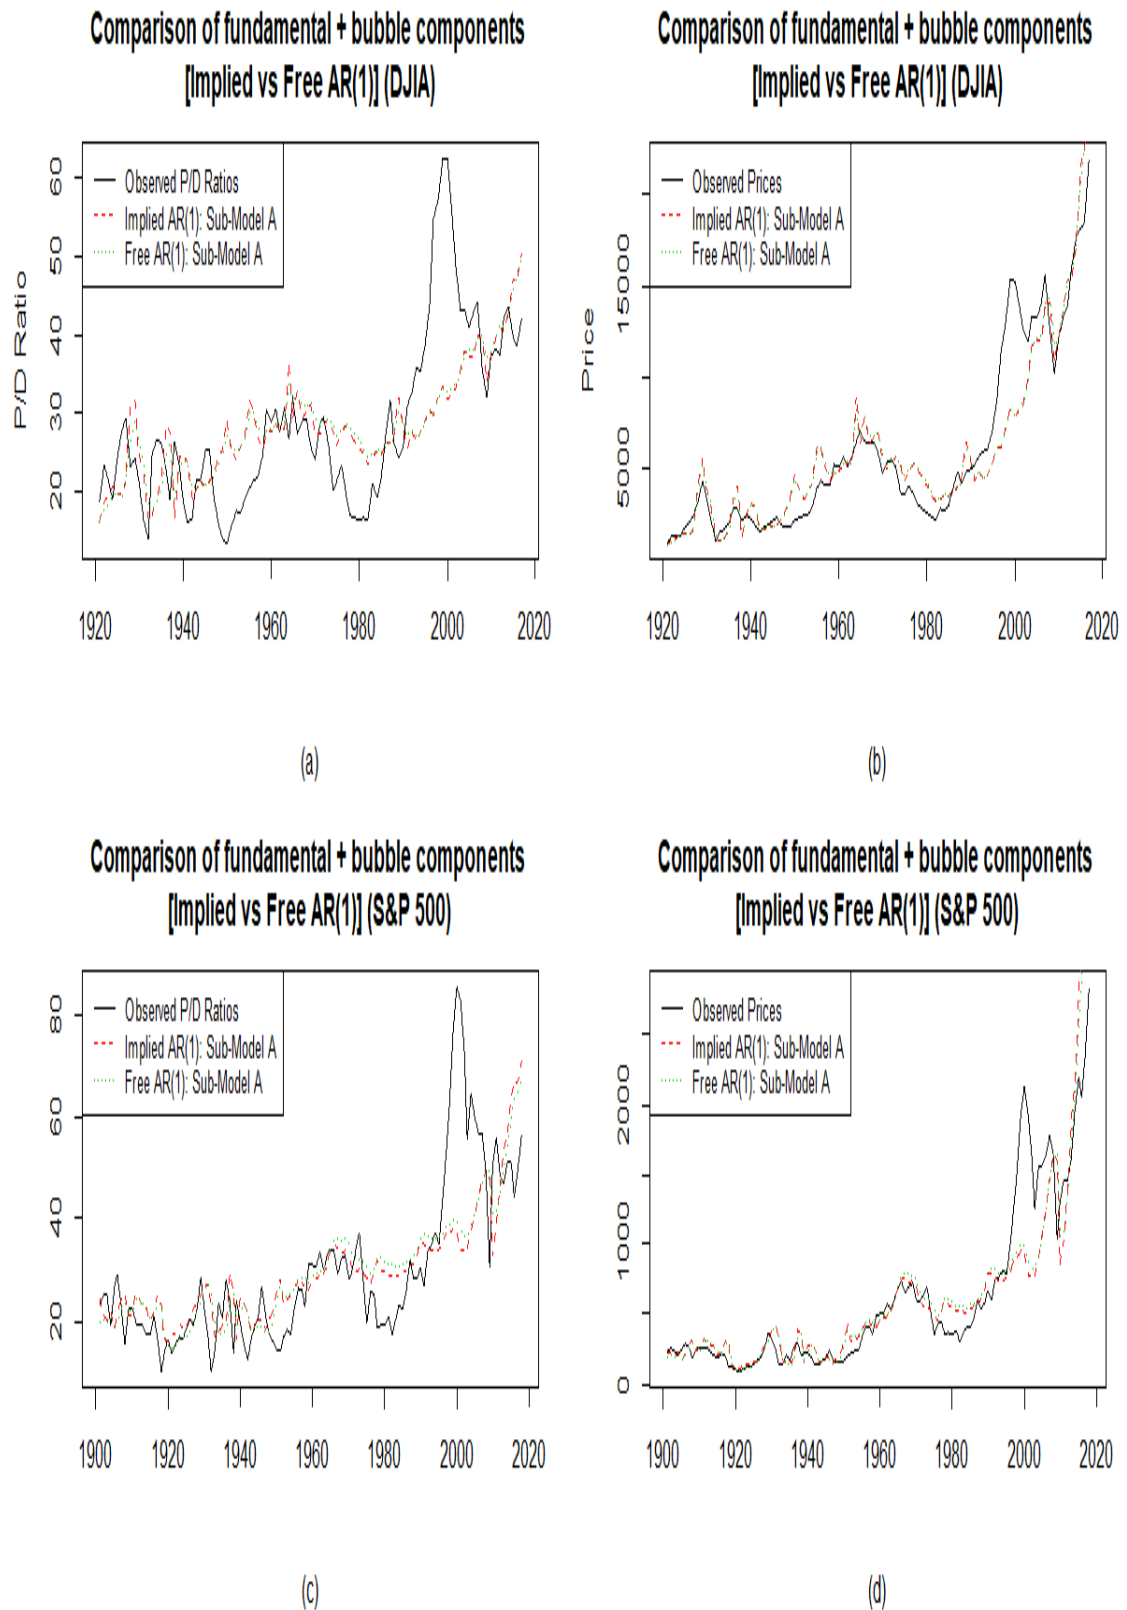 Comparison of fundamental + bubble components
[Implied vs Free AR(1)] (DJIA)
P/D Ratio
60
50
40
30
20
Observed P/D Ratios
Implied AR(1): Sub-Model A
Free AR(1): Sub-Model A
1920 1940 1960 1980 2000 2020
(a)
Comparison of fundamental + bubble components
[Implied vs Free AR(1)] (DJIA)
Price
15000
5000
Observed Prices
Implied AR(1): Sub-Model A
Free AR(1): Sub-Model A
1920 1940 1960 1980 2000 2020
(b)
Comparison of fundamental + bubble components
[Implied vs Free AR(1)] (S&P 500)
80
60
40
20
Observed P/D Ratios
Implied AR(1): Sub-Model A
Free AR(1): Sub-Model A
1900 1920 1940 1960 1980 2000 2020
(c)
Comparison of fundamental + bubble components
[Implied vs Free AR(1)] (S&P 500)
2000
1000
0
Observed Prices
Implied AR(1): Sub-Model A
Free AR(1): Sub-Model A
1900 1920 1940 1960 1980 2000 2020
(d)